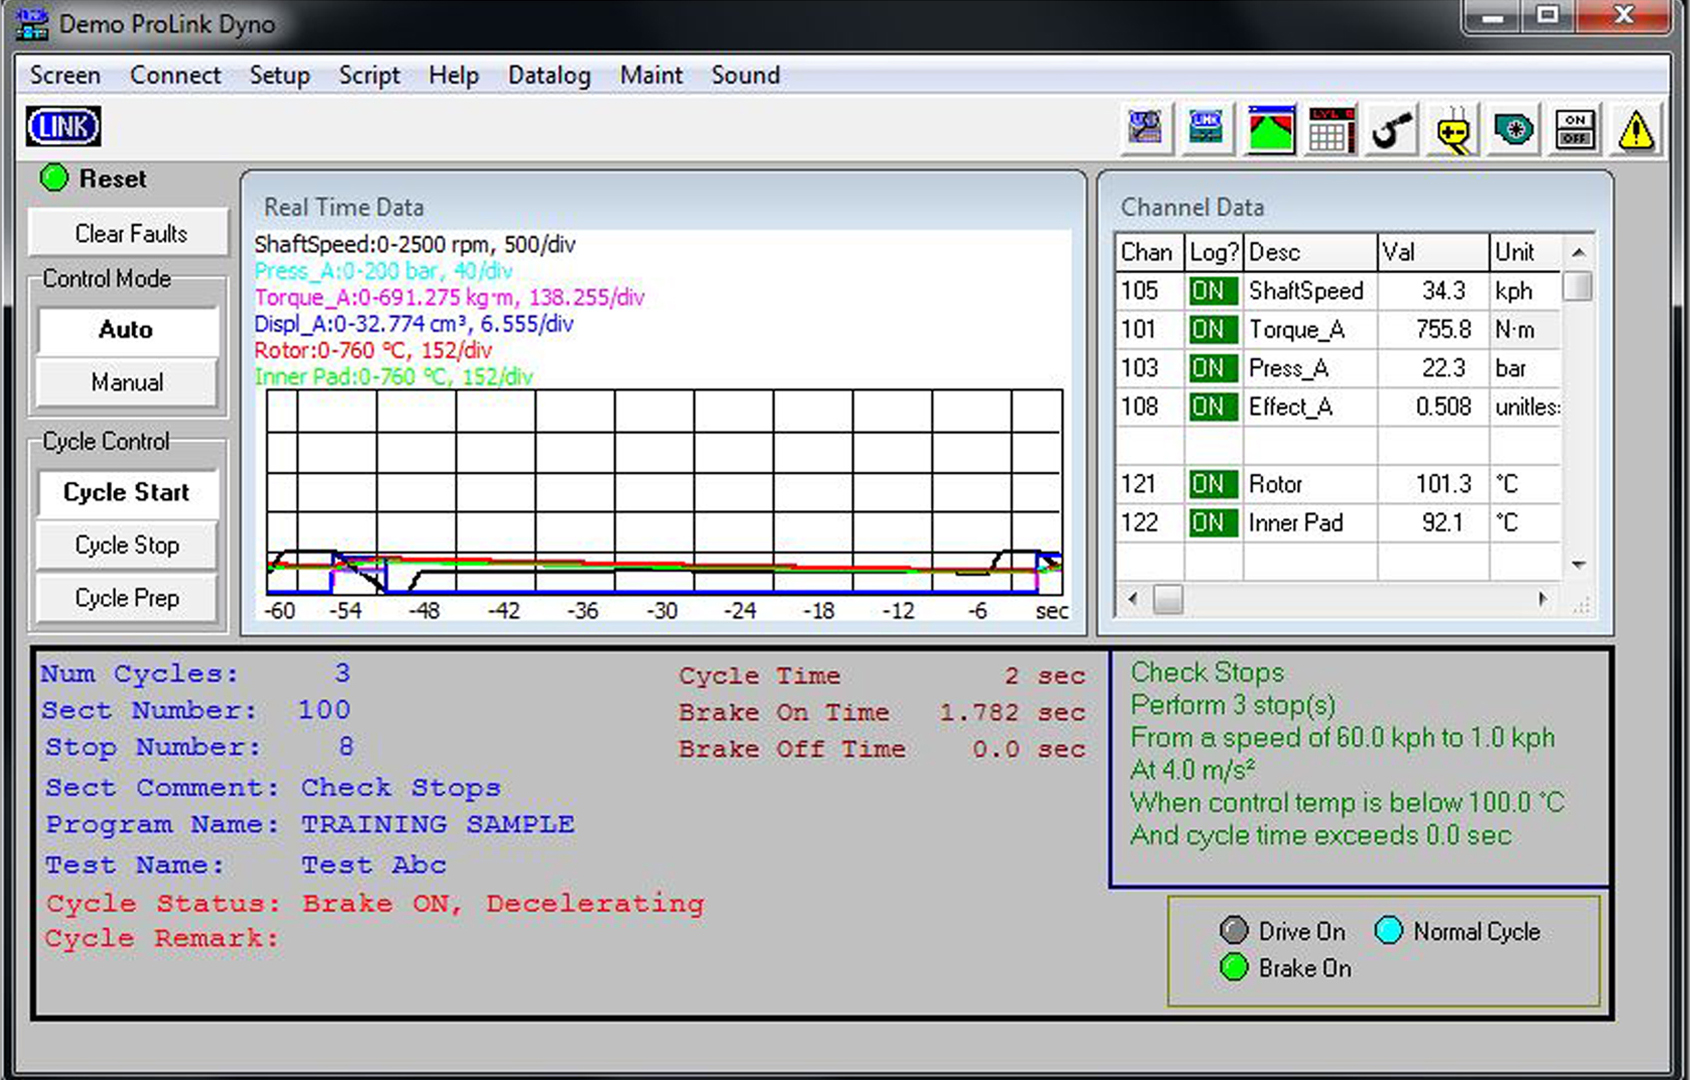 Demo ProLink Dyno
Screen Connect Setup Script Help Datalog Maint Sound
LINK
LINK
ON
OFF
Reset
Clear Faults
Control Mode
Auto
Manual
Cycle Control
Cycle Start
Cycle Stop
Cycle Prep
Real Time Data
ShaftSpeed:0-2500 rpm, 500/div
Press_A:0-200 bar, 40/div
Torque_A:0-691.275 kg·m, 138.255/div
Displ_A:0-32.774 cm³, 6.555/div
Rotor:0-760 ºC, 152/div
Inner Pad:0-760 ºC, 152/div
-60 -54 -48 -42 -36 -30 -24 -18 -12 -6 sec
Channel Data
Chan Log? Desc Val Unit
105 ON ShaftSpeed 34.3 kph
101 ON Torque_A 755.8 N·m
103 ON Press_A 22.3 bar
108 ON Effect_A 0.508 unitles
121 ON Rotor 101.3 °C
122 ON Inner Pad 92.1 °C
Num Cycles: 3
Sect Number: 100
Stop Number: 8
Sect Comment: Check Stops
Program Name: TRAINING SAMPLE
Test Name: Test Abc
Cycle Status: Brake ON, Decelerating
Cycle Remark:
Cycle Time 2 sec
Brake On Time 1.782 sec
Brake Off Time 0.0 sec
Check Stops
Perform 3 stop(s)
From a speed of 60.0 kph to 1.0 kph
At 4.0 m/s²
When control temp is below 100.0 °C
And cycle time exceeds 0.0 sec
Drive On Normal Cycle
Brake On